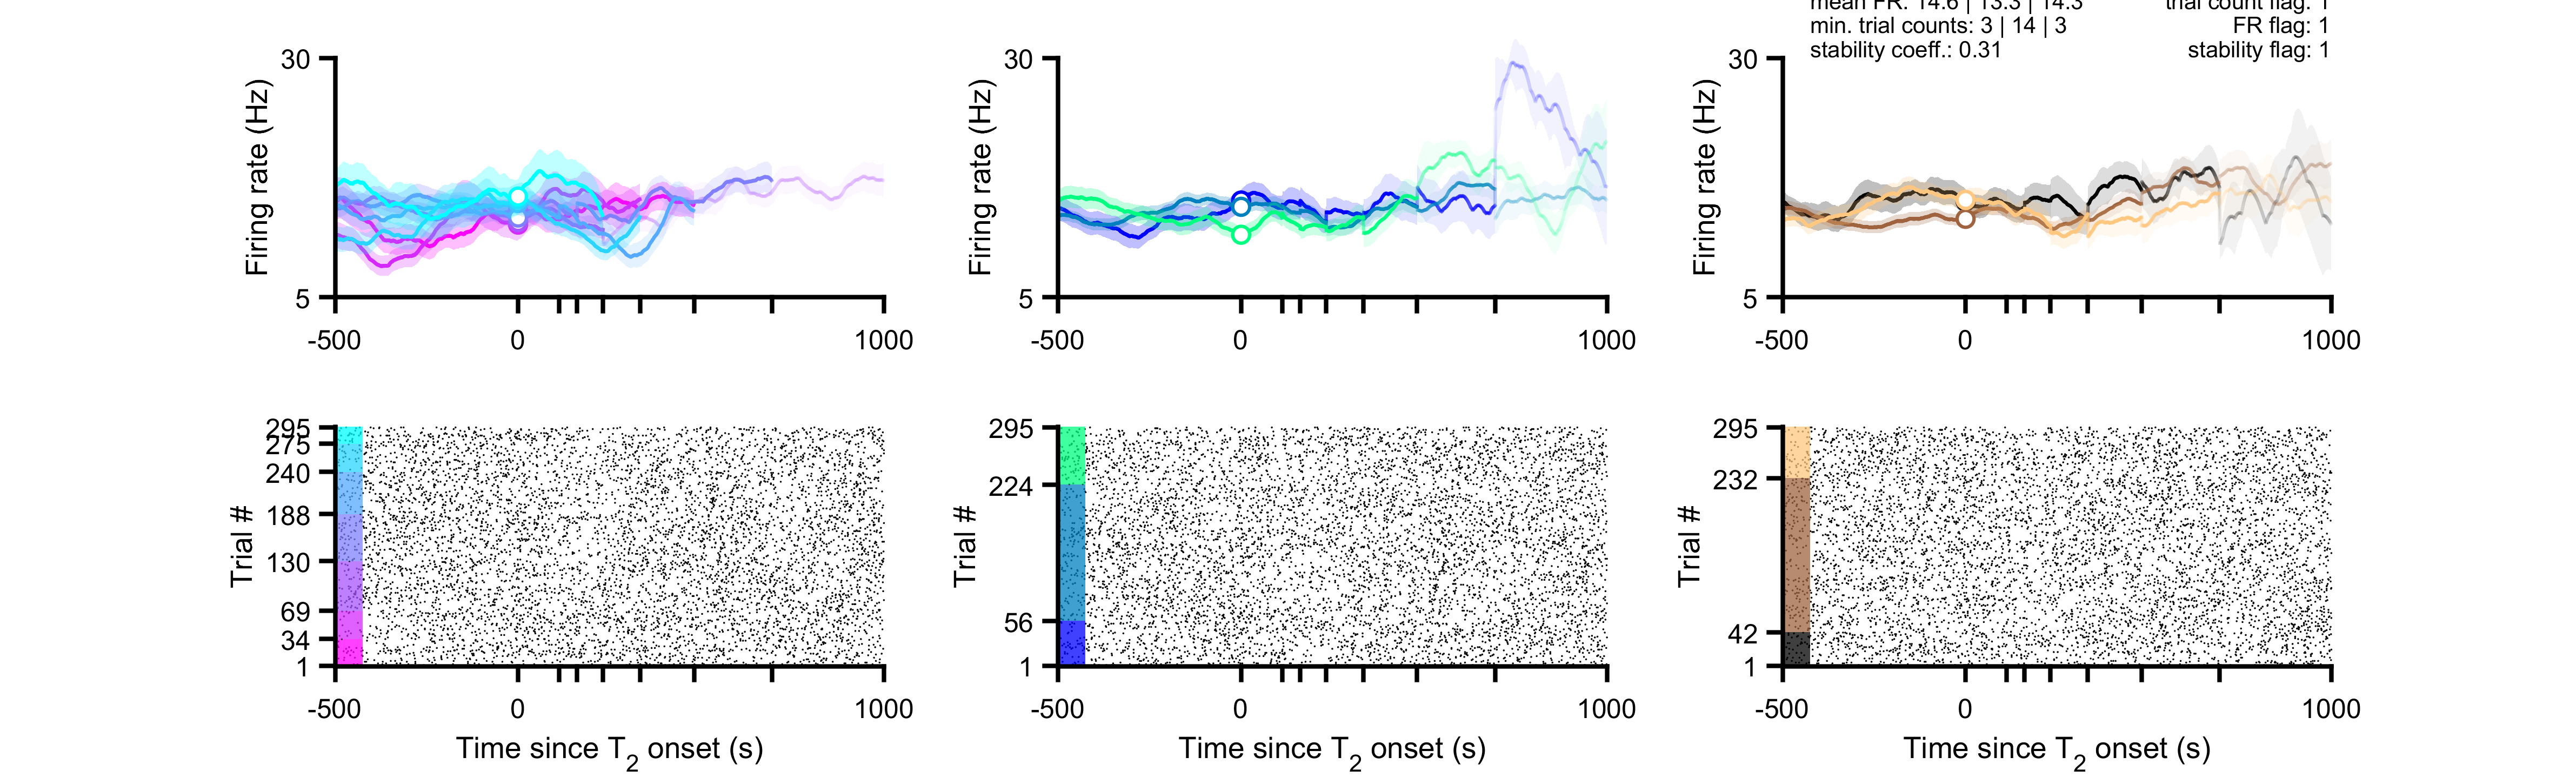 mean FR: 14.6 | 13.3 | 14.3
trial count flag: 1
min. trial counts: 3 | 14 | 3
FR flag: 1
stability coeff.: 0.31
stability flag: 1
30
Firing rate (Hz)
5
-500
0
1000
30
Firing rate (Hz)
5
-500
0
1000
30
Firing rate (Hz)
5
-500
0
1000
295
275
240
188
130
69
34
1
Trial #
-500
0
1000
Time since T2 onset (s)
295
224
56
1
Trial #
-500
0
1000
Time since T2 onset (s)
295
232
42
1
Trial #
-500
0
1000
Time since T2 onset (s)